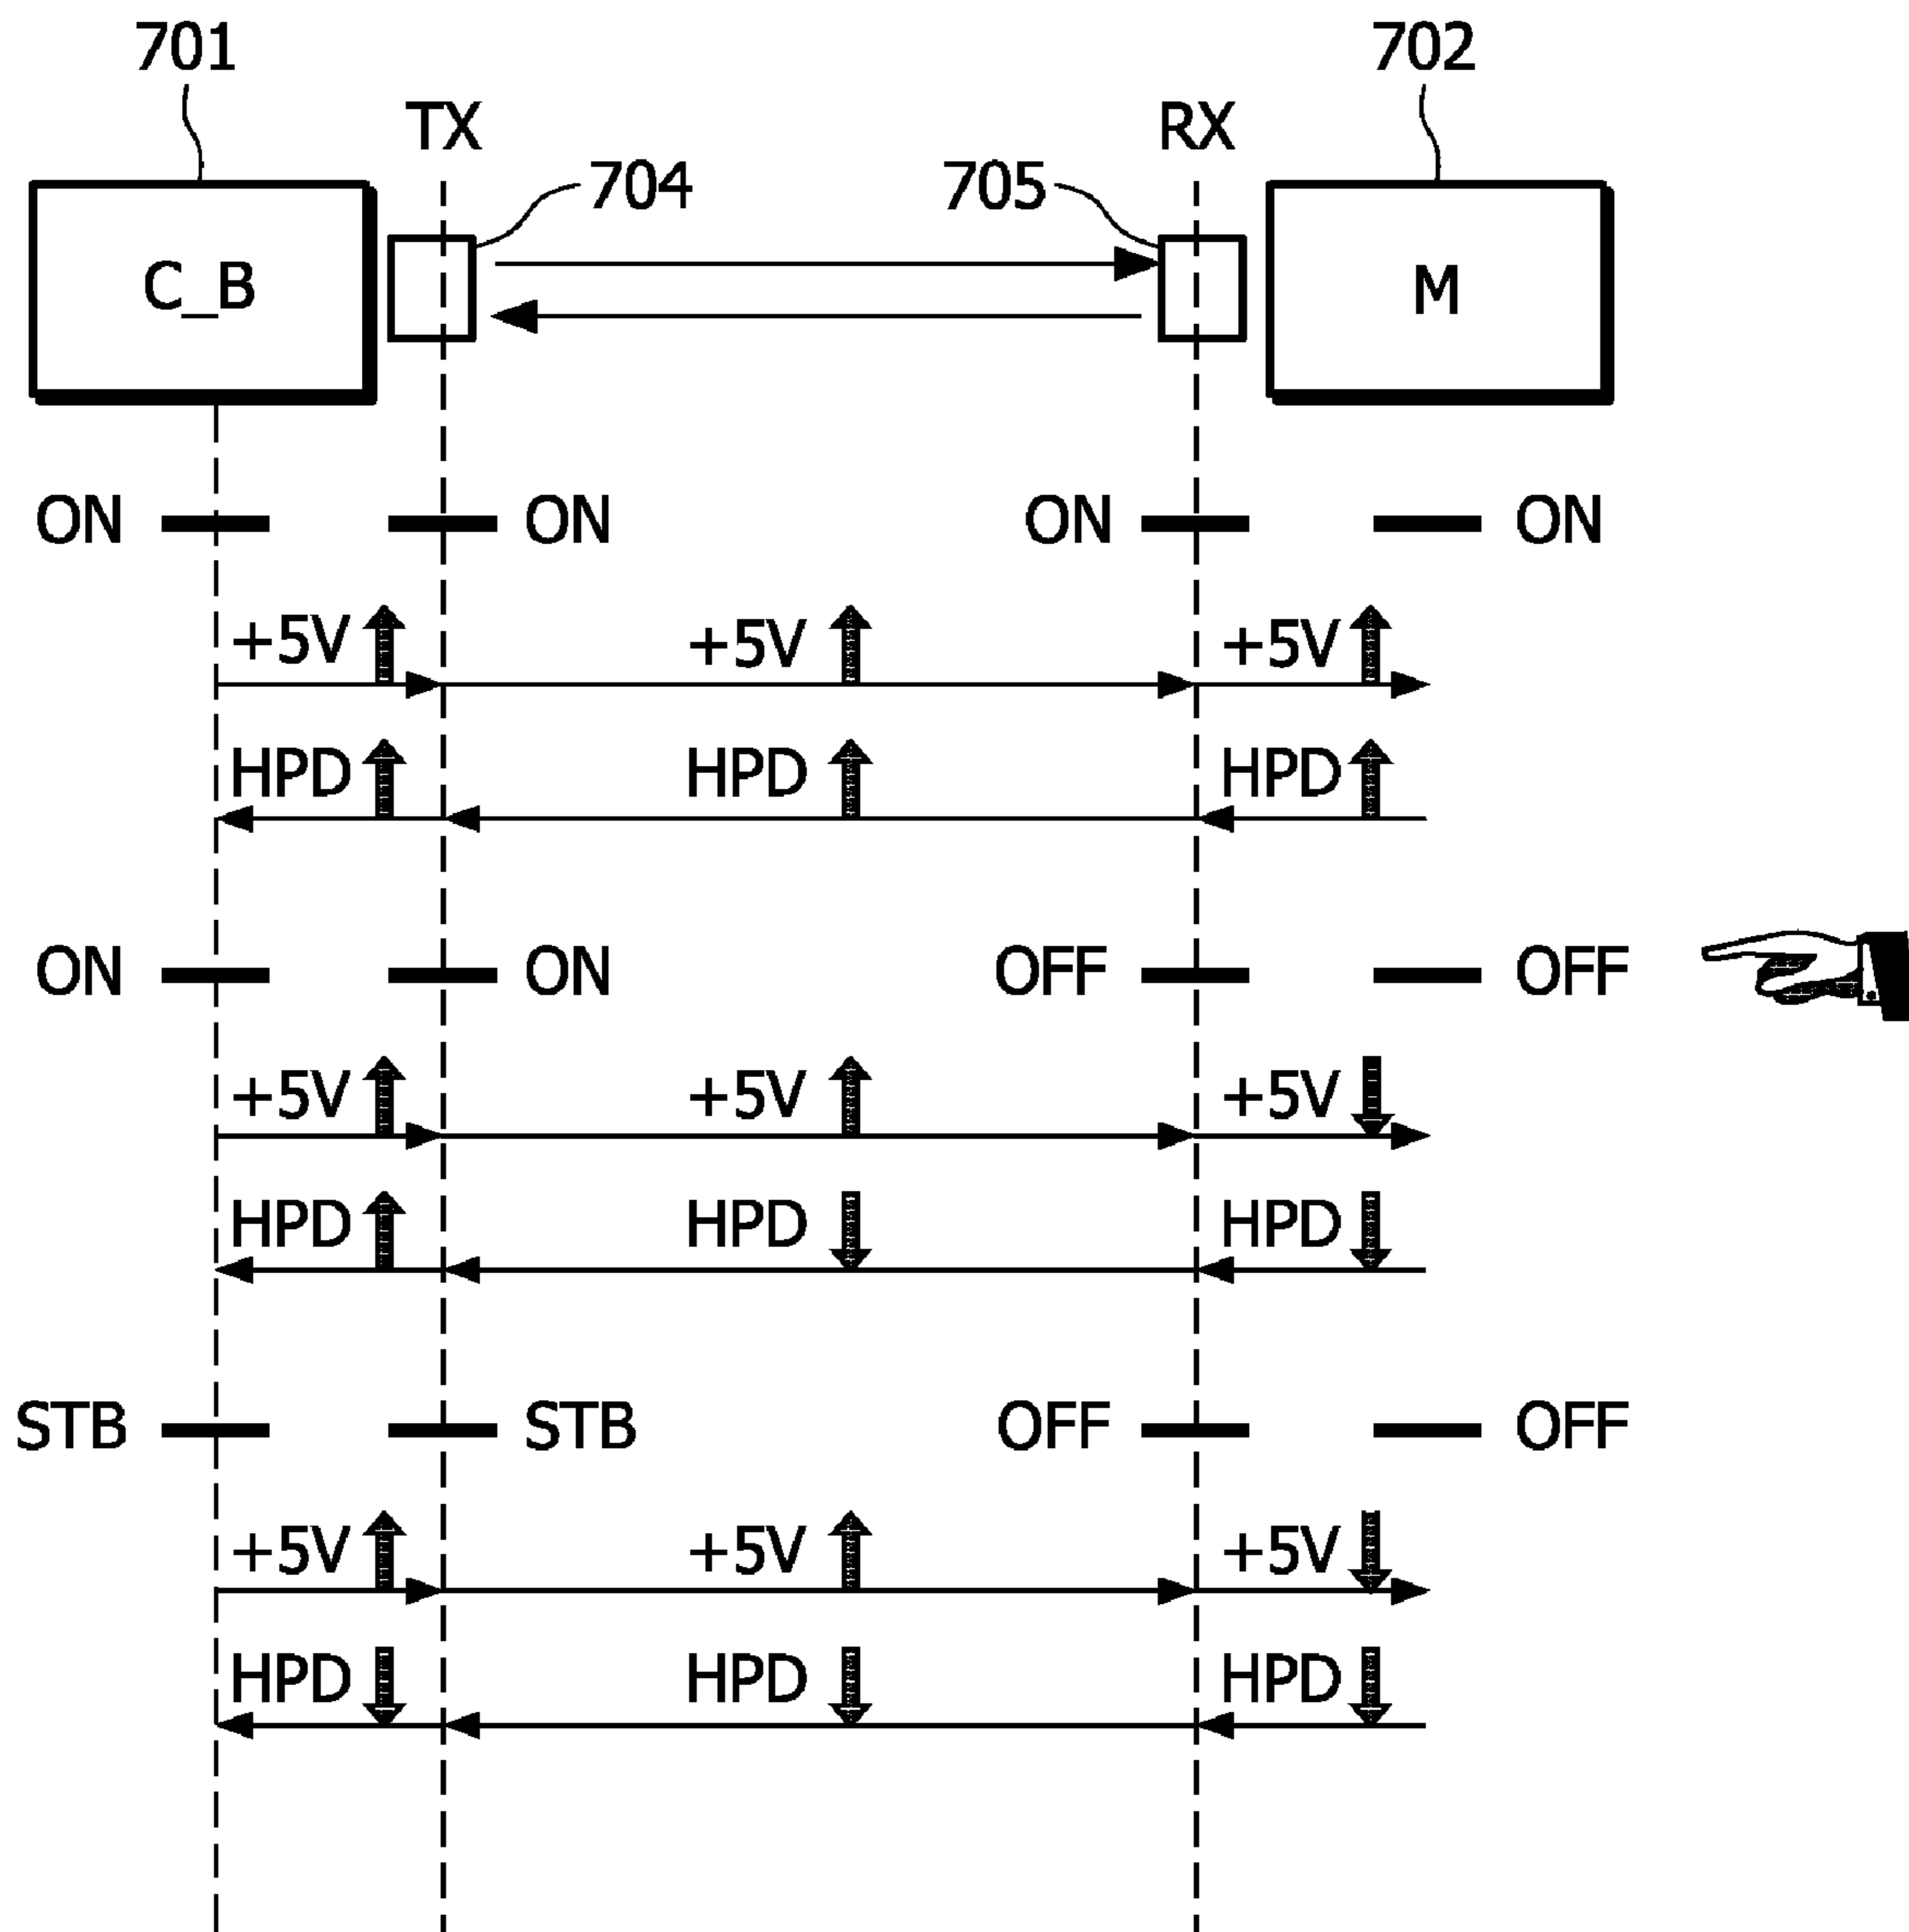 701
702
TX
RX
704
705
C_B
M
ON
ON
ON
ON
+5V
+5V
+5V
HPD
HPD
HPD
ON
ON
OFF
OFF
+5V
+5V
+5V
HPD
HPD
HPD
STB
STB
OFF
OFF
+5V
+5V
+5V
HPD
HPD
HPD